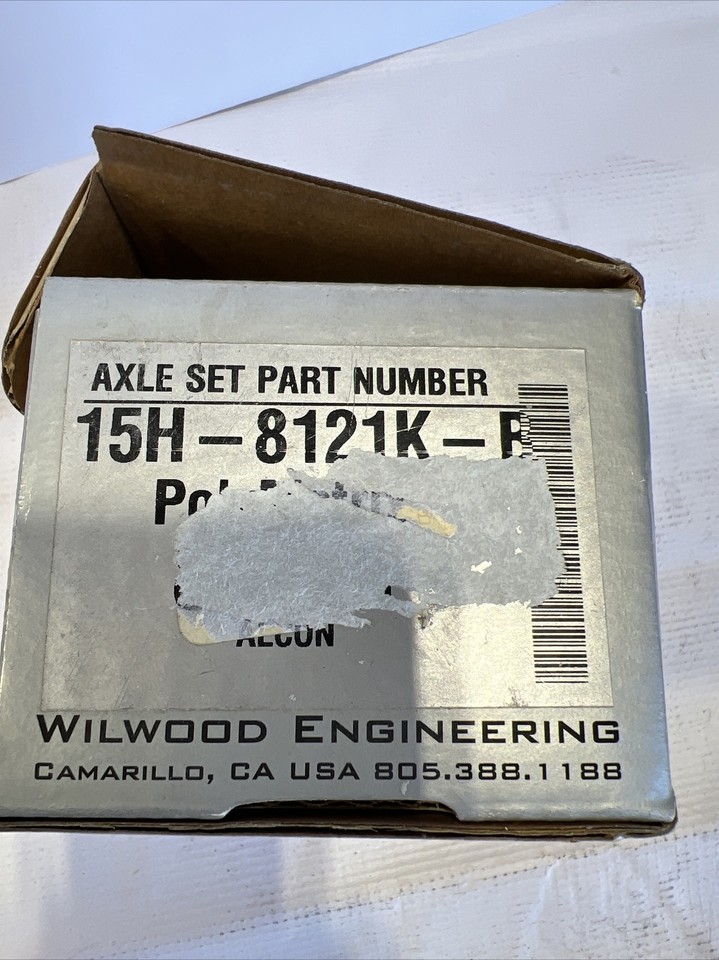 AXLE SET PART NUMBER
15H-8121K-B
ALCON
WILWOOD ENGINEERING
CAMARILLO, CA USA 805.388.1188